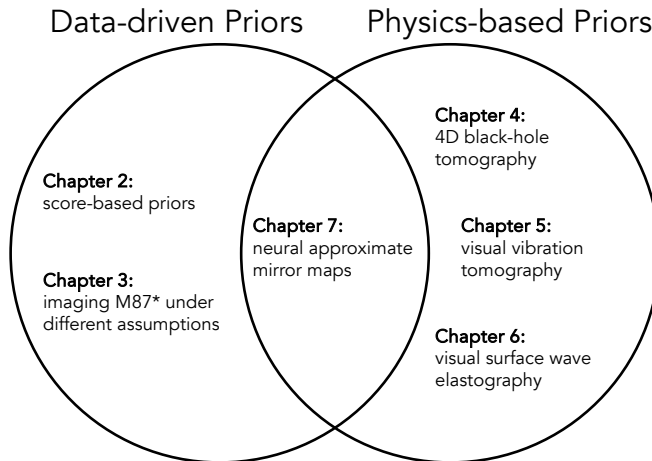 Data-driven Priors
Physics-based Priors
Chapter 2:
score-based priors
Chapter 3:
imaging M87* under
different assumptions
Chapter 7:
neural approximate
mirror maps
Chapter 4:
4D black-hole
tomography
Chapter 5:
visual vibration
tomography
Chapter 6:
visual surface wave
elastography